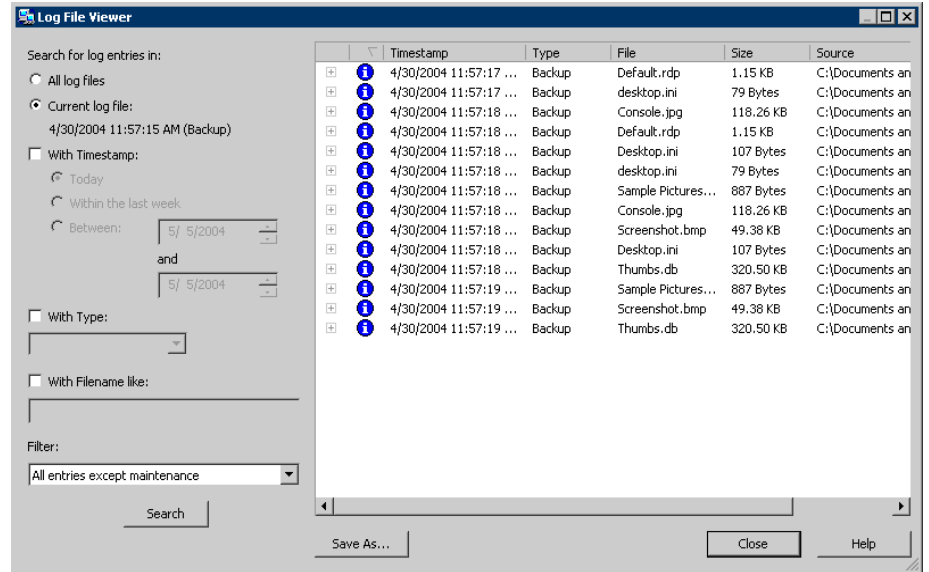 Log File Viewer
Search for log entries in:
All log files
Current log file:
4/30/2004 11:57:15 AM (Backup)
With Timestamp:
Today
Within the last week
Between:
5/ 5/2004
and
5/ 5/2004
With Type:
With Filename like:
Filter:
All entries except maintenance
Search
Timestamp Type File Size Source
4/30/2004 11:57:17 ... Backup Default.rdp 1.15 KB C:\Documents an
4/30/2004 11:57:17 ... Backup desktop.ini 79 Bytes C:\Documents an
4/30/2004 11:57:18 ... Backup Console.jpg 118.26 KB C:\Documents an
4/30/2004 11:57:18 ... Backup Default.rdp 1.15 KB C:\Documents an
4/30/2004 11:57:18 ... Backup Desktop.ini 107 Bytes C:\Documents an
4/30/2004 11:57:18 ... Backup desktop.ini 79 Bytes C:\Documents an
4/30/2004 11:57:18 ... Backup Sample Pictures... 887 Bytes C:\Documents an
4/30/2004 11:57:18 ... Backup Console.jpg 118.26 KB C:\Documents an
4/30/2004 11:57:18 ... Backup Screenshot.bmp 49.38 KB C:\Documents an
4/30/2004 11:57:18 ... Backup Desktop.ini 107 Bytes C:\Documents an
4/30/2004 11:57:18 ... Backup Thumbs.db 320.50 KB C:\Documents an
4/30/2004 11:57:19 ... Backup Sample Pictures... 887 Bytes C:\Documents an
4/30/2004 11:57:19 ... Backup Screenshot.bmp 49.38 KB C:\Documents an
4/30/2004 11:57:19 ... Backup Thumbs.db 320.50 KB C:\Documents an
Save As... Close Help